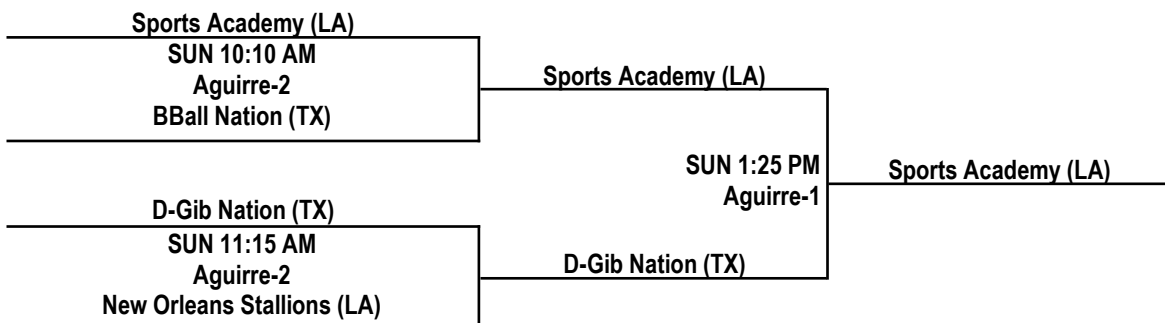 Sports Academy (LA)
SUN 10:10 AM
Aguirre-2
BBall Nation (TX)
Sports Academy (LA)
SUN 1:25 PM
Aguirre-1
Sports Academy (LA)
D-Gib Nation (TX)
SUN 11:15 AM
Aguirre-2
New Orleans Stallions (LA)
D-Gib Nation (TX)